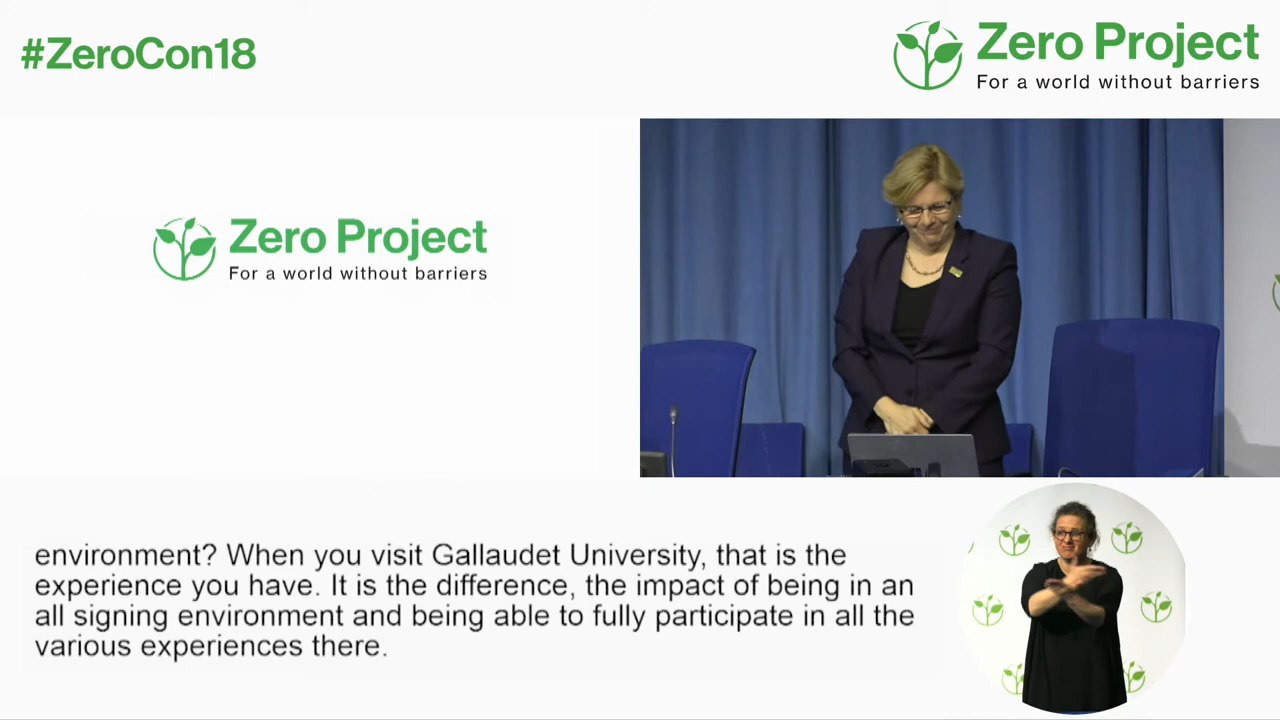 #ZeroCon18
Zero Project
For a world without barriers
Zero Project
For a world without barriers
environment? When you visit Gallaudet University, that is the
experience you have. It is the difference, the impact of being in an
all signing environment and being able to fully participate in all the
various experiences there.